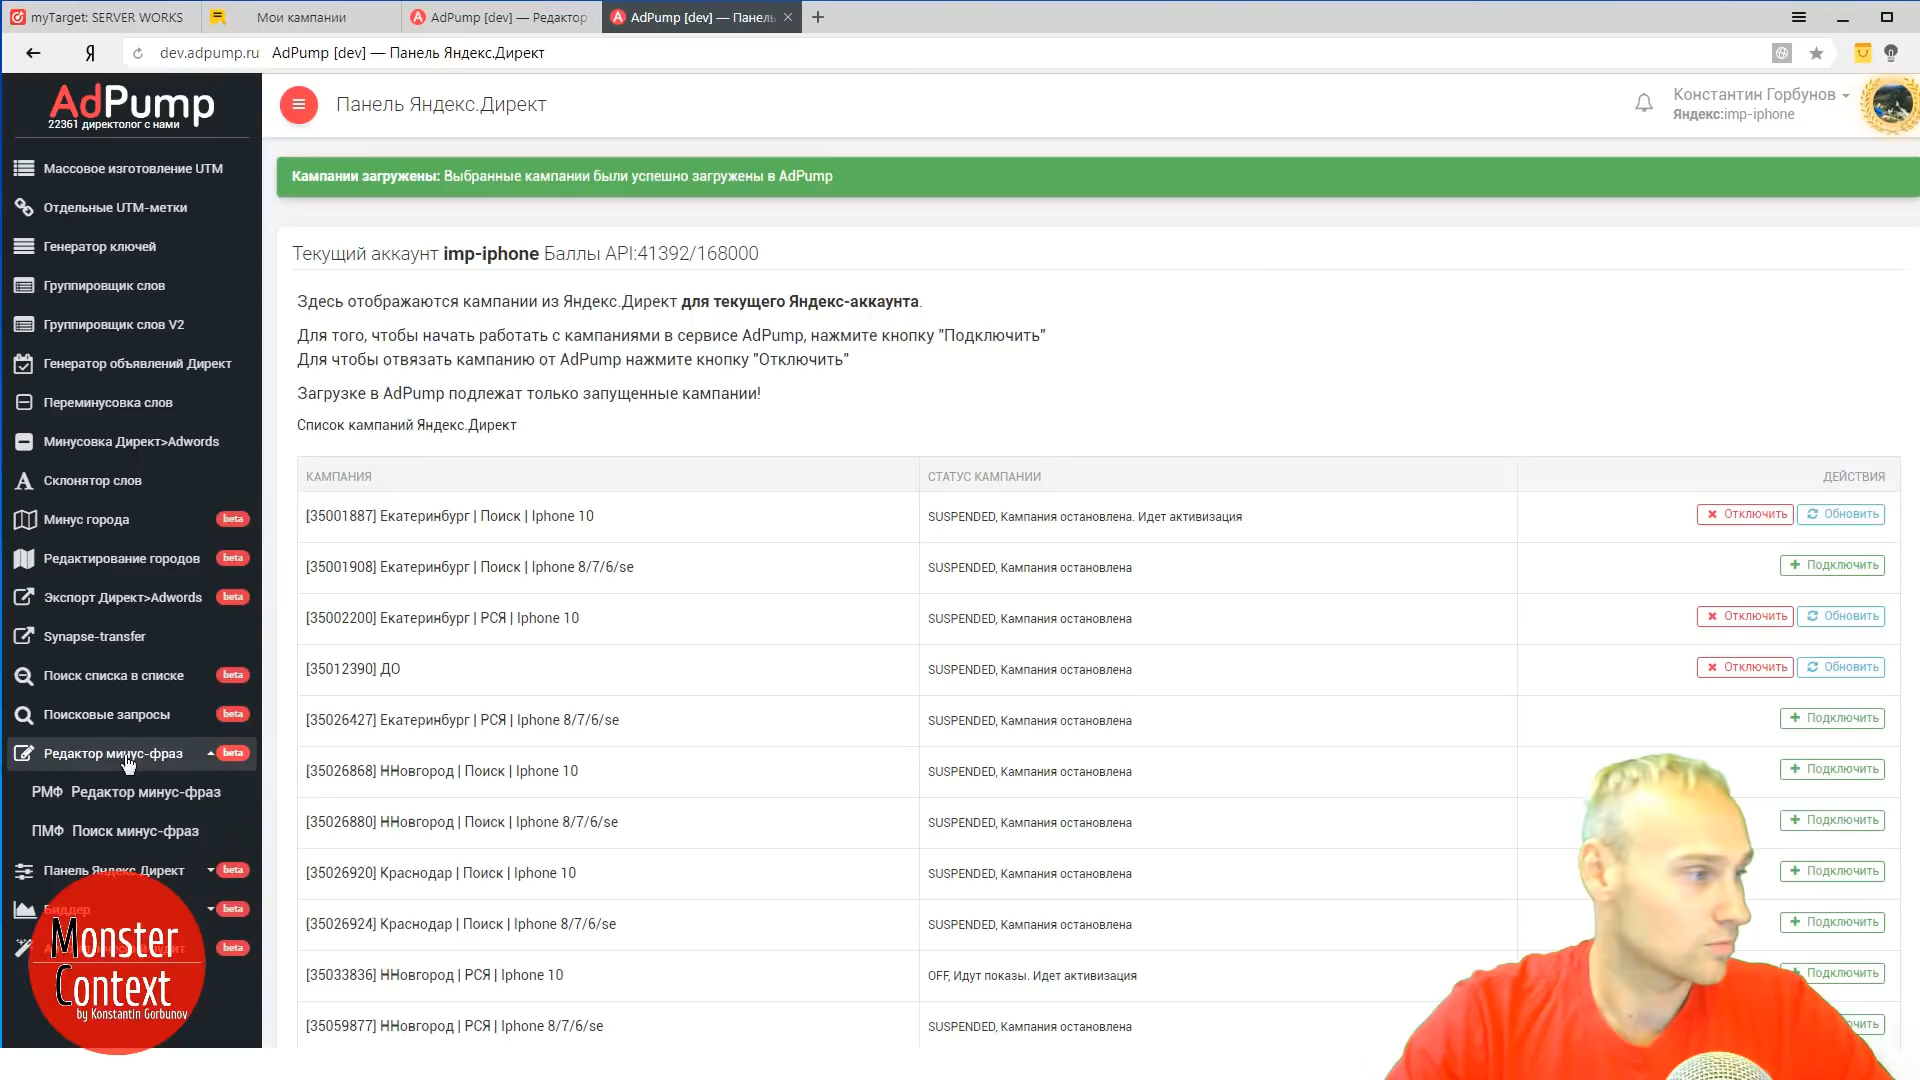 myTarget: SERVER WORKS
Мои кампании
AdPump [dev] — Редактор
AdPump [dev] — Панель
Я
dev.adpump.ru AdPump [dev] — Панель Яндекс.Директ
AdPump
22361 директолог с нами
Панель Яндекс.Директ
Константин Горбунов
Яндекс:imp-iphone
Массовое изготовление UTM
Отдельные UTM-метки
Генератор ключей
Группировщик слов
Группировщик слов V2
Генератор объявлений Директ
Переминусовка слов
Минусовка Директ>Adwords
Склонятор слов
Минус города beta
Редактирование городов beta
Экспорт Директ>Adwords beta
Synapse-transfer
Поиск списка в списке beta
Поисковые запросы beta
Редактор минус-фраз beta
РМФ Редактор минус-фраз
ПМФ Поиск минус-фраз
Панель Яндекс.Директ beta
Биддер beta
beta
Monster
Context
by Konstantin Gorbunov
Кампании загружены: Выбранные кампании были успешно загружены в AdPump
Текущий аккаунт imp-iphone Баллы API:41392/168000
Здесь отображаются кампании из Яндекс.Директ для текущего Яндекс-аккаунта.
Для того, чтобы начать работать с кампаниями в сервисе AdPump, нажмите кнопку "Подключить"
Для чтобы отвязать кампанию от AdPump нажмите кнопку "Отключить"
Загрузке в AdPump подлежат только запущенные кампании!
Список кампаний Яндекс.Директ
КАМПАНИЯ СТАТУС КАМПАНИИ ДЕЙСТВИЯ
[35001887] Екатеринбург | Поиск | Iphone 10 SUSPENDED, Кампания остановлена. Идет активизация Отключить Обновить
[35001908] Екатеринбург | Поиск | Iphone 8/7/6/se SUSPENDED, Кампания остановлена Подключить
[35002200] Екатеринбург | РСЯ | Iphone 10 SUSPENDED, Кампания остановлена Отключить Обновить
[35012390] ДО SUSPENDED, Кампания остановлена Отключить Обновить
[35026427] Екатеринбург | РСЯ | Iphone 8/7/6/se SUSPENDED, Кампания остановлена Подключить
[35026868] ННовгород | Поиск | Iphone 10 SUSPENDED, Кампания остановлена Подключить
[35026880] ННовгород | Поиск | Iphone 8/7/6/se SUSPENDED, Кампания остановлена Подключить
[35026920] Краснодар | Поиск | Iphone 10 SUSPENDED, Кампания остановлена Подключить
[35026924] Краснодар | Поиск | Iphone 8/7/6/se SUSPENDED, Кампания остановлена Подключить
[35033836] ННовгород | РСЯ | Iphone 10 OFF, Идут показы. Идет активизация Подключить
[35059877] ННовгород | РСЯ | Iphone 8/7/6/se SUSPENDED, Кампания остановлена